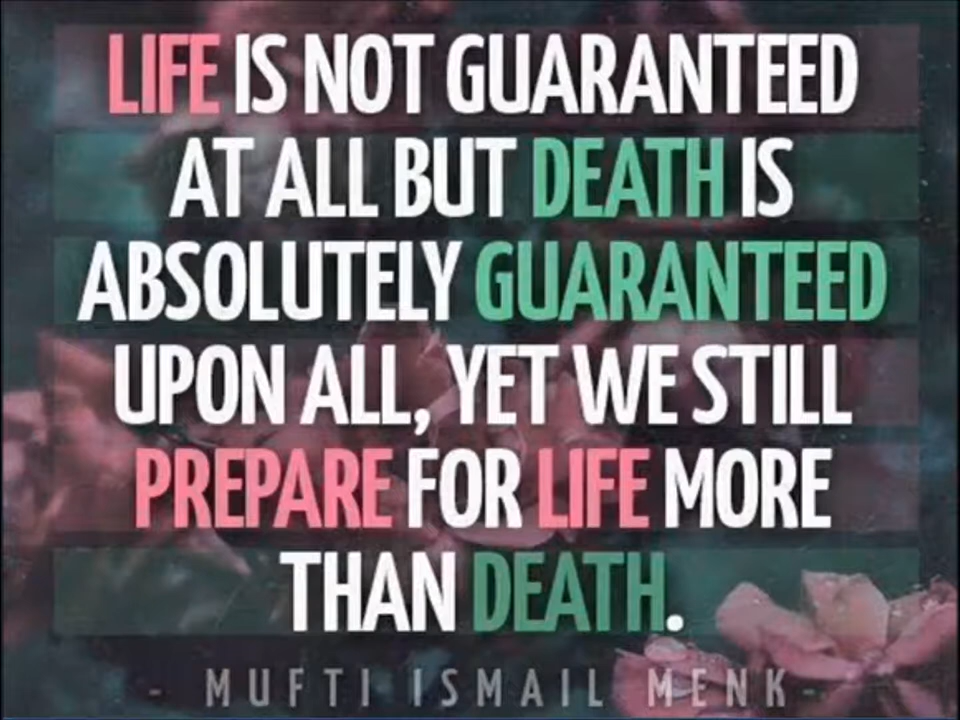 LIFE IS NOT GUARANTEED
AT ALL BUT DEATH IS
ABSOLUTELY GUARANTEED
UPON ALL, YET WE STILL
PREPARE FOR LIFE MORE
THAN DEATH.
- MUFTI ISMAIL MENK-